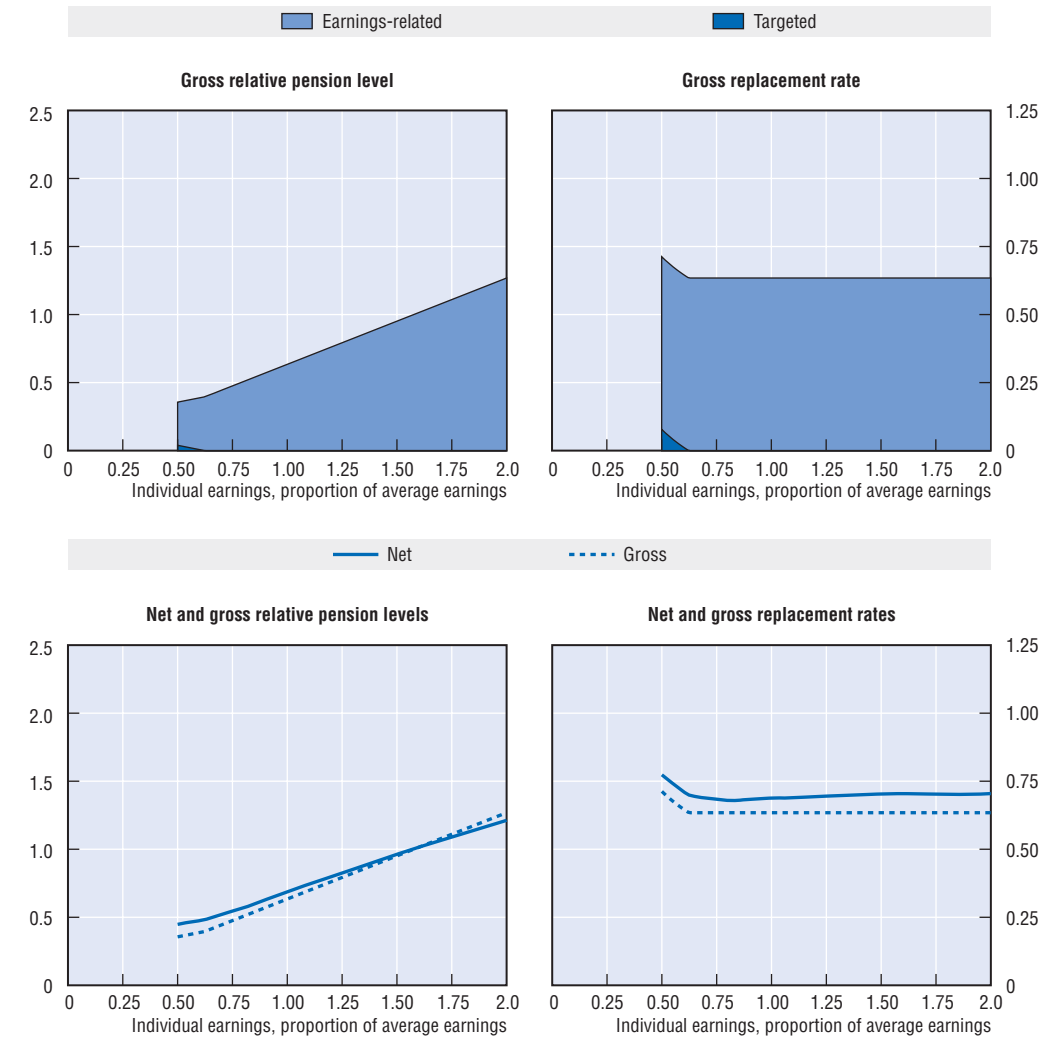 Earnings-related Targeted
Gross relative pension level
2.5
2.0
1.5
1.0
0.5
0
0 0.25 0.50 0.75 1.00 1.25 1.50 1.75 2.0
Individual earnings, proportion of average earnings
Gross replacement rate
1.25
1.00
0.75
0.50
0.25
0
0 0.25 0.50 0.75 1.00 1.25 1.50 1.75 2.0
Individual earnings, proportion of average earnings
Net Gross
Net and gross relative pension levels
2.5
2.0
1.5
1.0
0.5
0
0 0.25 0.50 0.75 1.00 1.25 1.50 1.75 2.0
Individual earnings, proportion of average earnings
Net and gross replacement rates
1.25
1.00
0.75
0.50
0.25
0
0 0.25 0.50 0.75 1.00 1.25 1.50 1.75 2.0
Individual earnings, proportion of average earnings